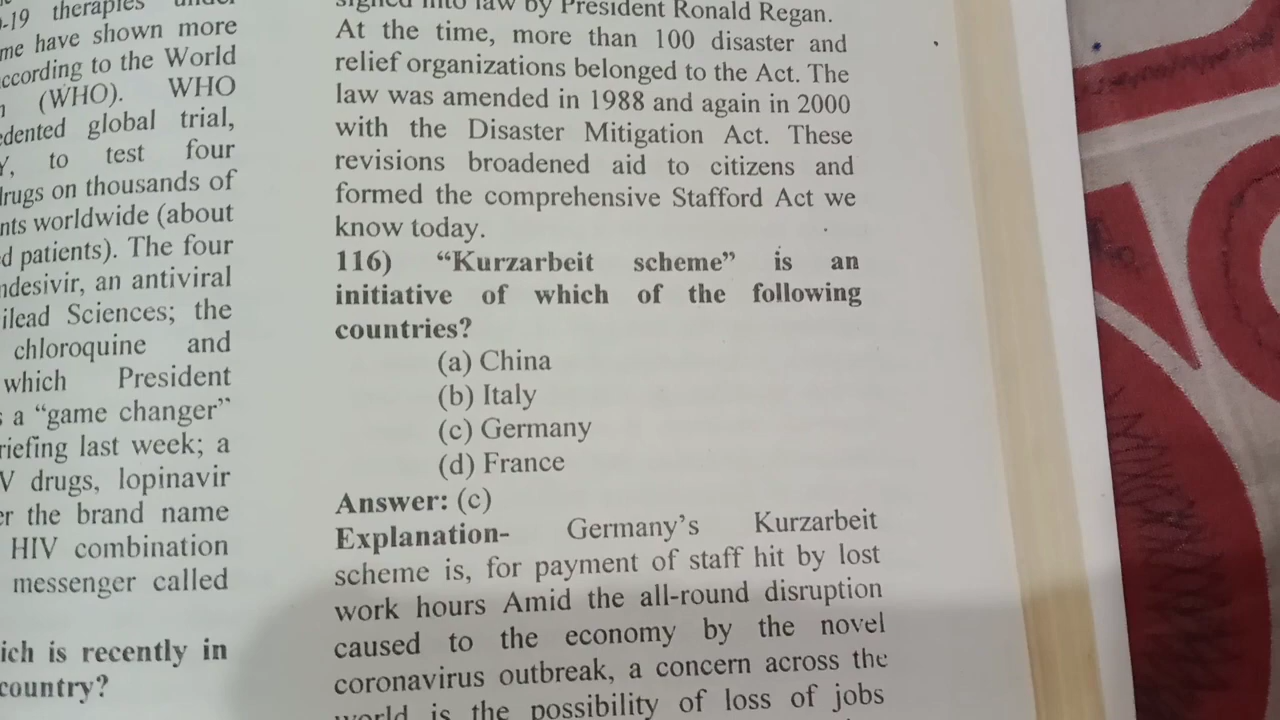 -19 therapies under
me have shown more
ccording to the World
(WHO). WHO
edented global trial,
Y, to test four
drugs on thousands of
nts worldwide (about
d patients). The four
ndesivir, an antiviral
ilead Sciences; the
chloroquine and
which President
s a “game changer”
riefing last week; a
V drugs, lopinavir
er the brand name
HIV combination
messenger called
ich is recently in
country?
signed into law by President Ronald Regan.
At the time, more than 100 disaster and
relief organizations belonged to the Act. The
law was amended in 1988 and again in 2000
with the Disaster Mitigation Act. These
revisions broadened aid to citizens and
formed the comprehensive Stafford Act we
know today.
116) “Kurzarbeit scheme” is an
initiative of which of the following
countries?
(a) China
(b) Italy
(c) Germany
(d) France
Answer: (c)
Explanation- Germany’s Kurzarbeit
scheme is, for payment of staff hit by lost
work hours Amid the all-round disruption
caused to the economy by the novel
coronavirus outbreak, a concern across the
world is the possibility of loss of jobs